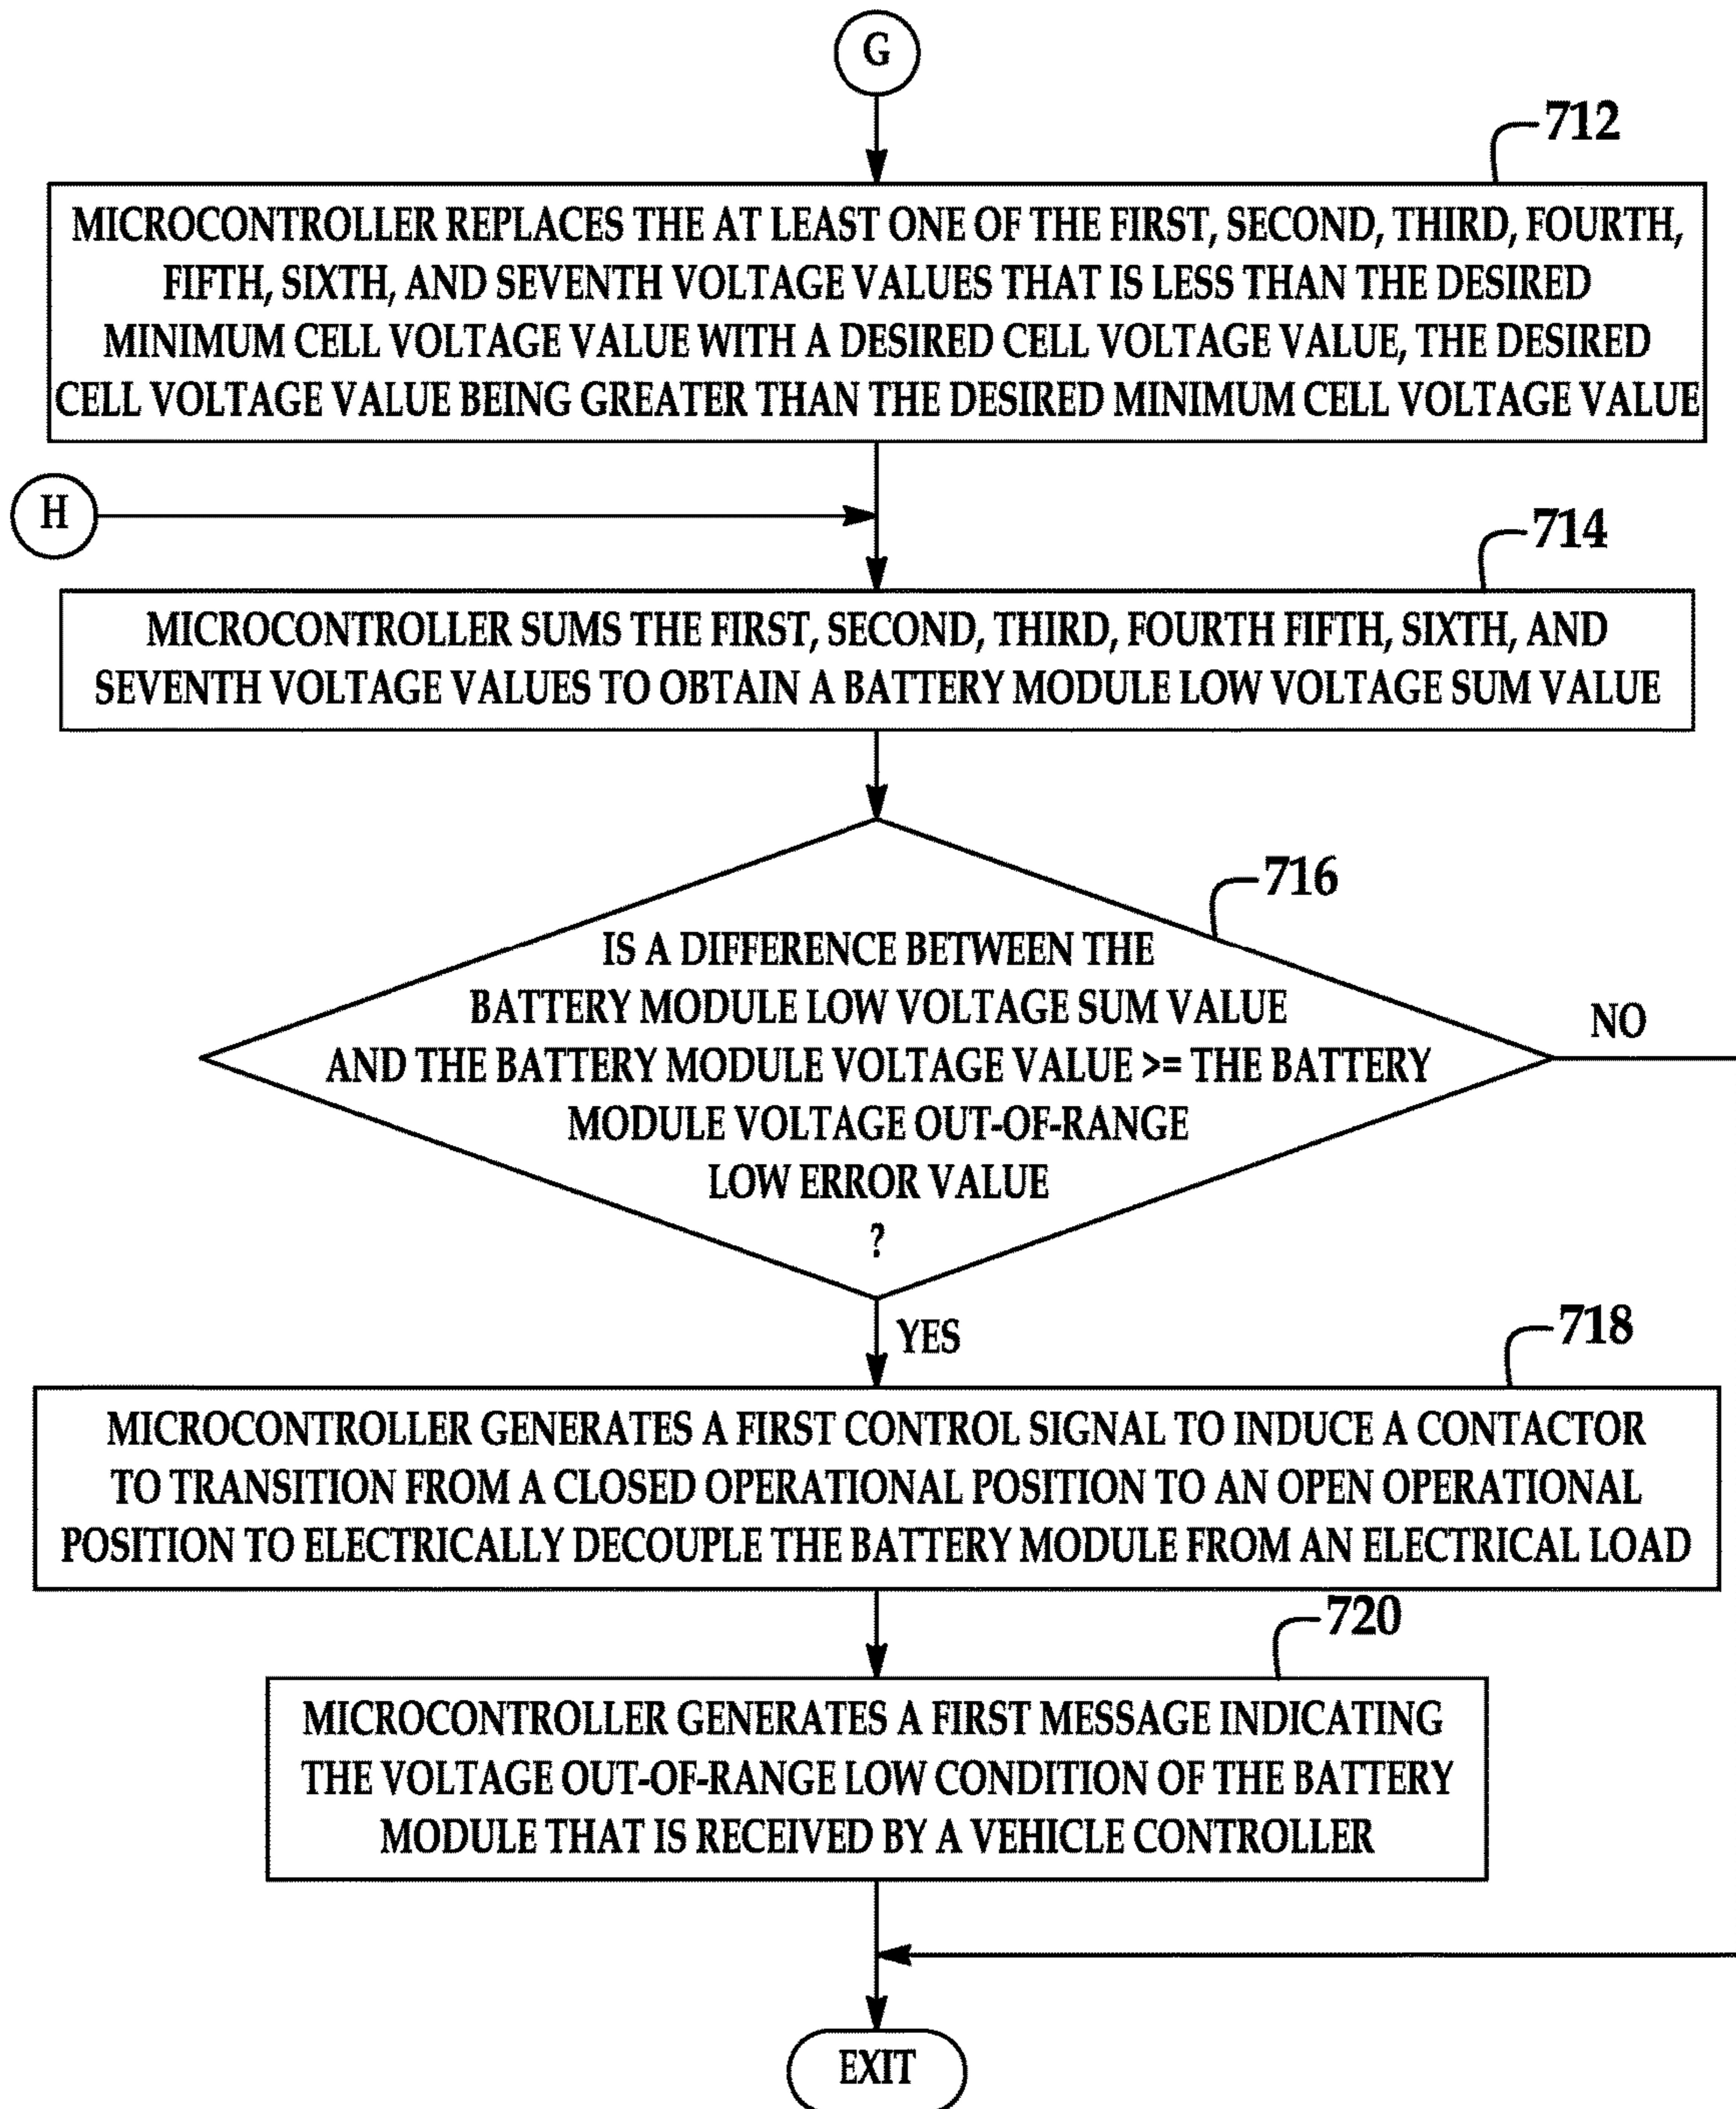 G
712
MICROCONTROLLER REPLACES THE AT LEAST ONE OF THE FIRST, SECOND, THIRD, FOURTH,
FIFTH, SIXTH, AND SEVENTH VOLTAGE VALUES THAT IS LESS THAN THE DESIRED
MINIMUM CELL VOLTAGE VALUE WITH A DESIRED CELL VOLTAGE VALUE, THE DESIRED
CELL VOLTAGE VALUE BEING GREATER THAN THE DESIRED MINIMUM CELL VOLTAGE VALUE
H
714
MICROCONTROLLER SUMS THE FIRST, SECOND, THIRD, FOURTH FIFTH, SIXTH, AND
SEVENTH VOLTAGE VALUES TO OBTAIN A BATTERY MODULE LOW VOLTAGE SUM VALUE
716
IS A DIFFERENCE BETWEEN THE
BATTERY MODULE LOW VOLTAGE SUM VALUE
AND THE BATTERY MODULE VOLTAGE VALUE >= THE BATTERY
MODULE VOLTAGE OUT-OF-RANGE
LOW ERROR VALUE
?
NO
YES
718
MICROCONTROLLER GENERATES A FIRST CONTROL SIGNAL TO INDUCE A CONTACTOR
TO TRANSITION FROM A CLOSED OPERATIONAL POSITION TO AN OPEN OPERATIONAL
POSITION TO ELECTRICALLY DECOUPLE THE BATTERY MODULE FROM AN ELECTRICAL LOAD
720
MICROCONTROLLER GENERATES A FIRST MESSAGE INDICATING
THE VOLTAGE OUT-OF-RANGE LOW CONDITION OF THE BATTERY
MODULE THAT IS RECEIVED BY A VEHICLE CONTROLLER
EXIT